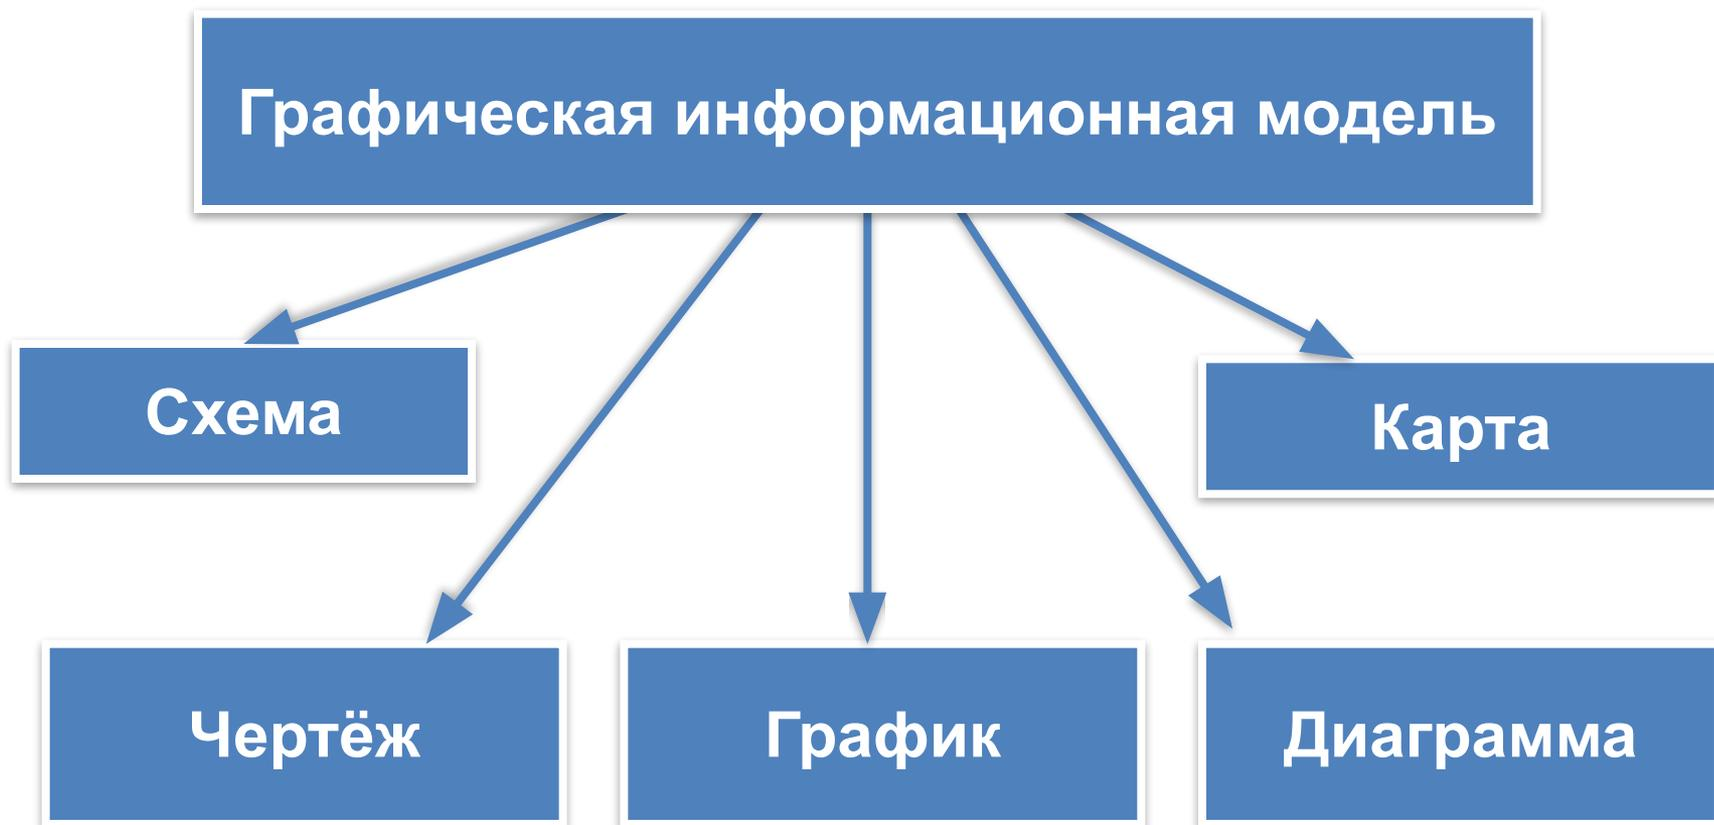 Графическая информационная модель
Схема
Карта
Чертёж
График
Диаграмма